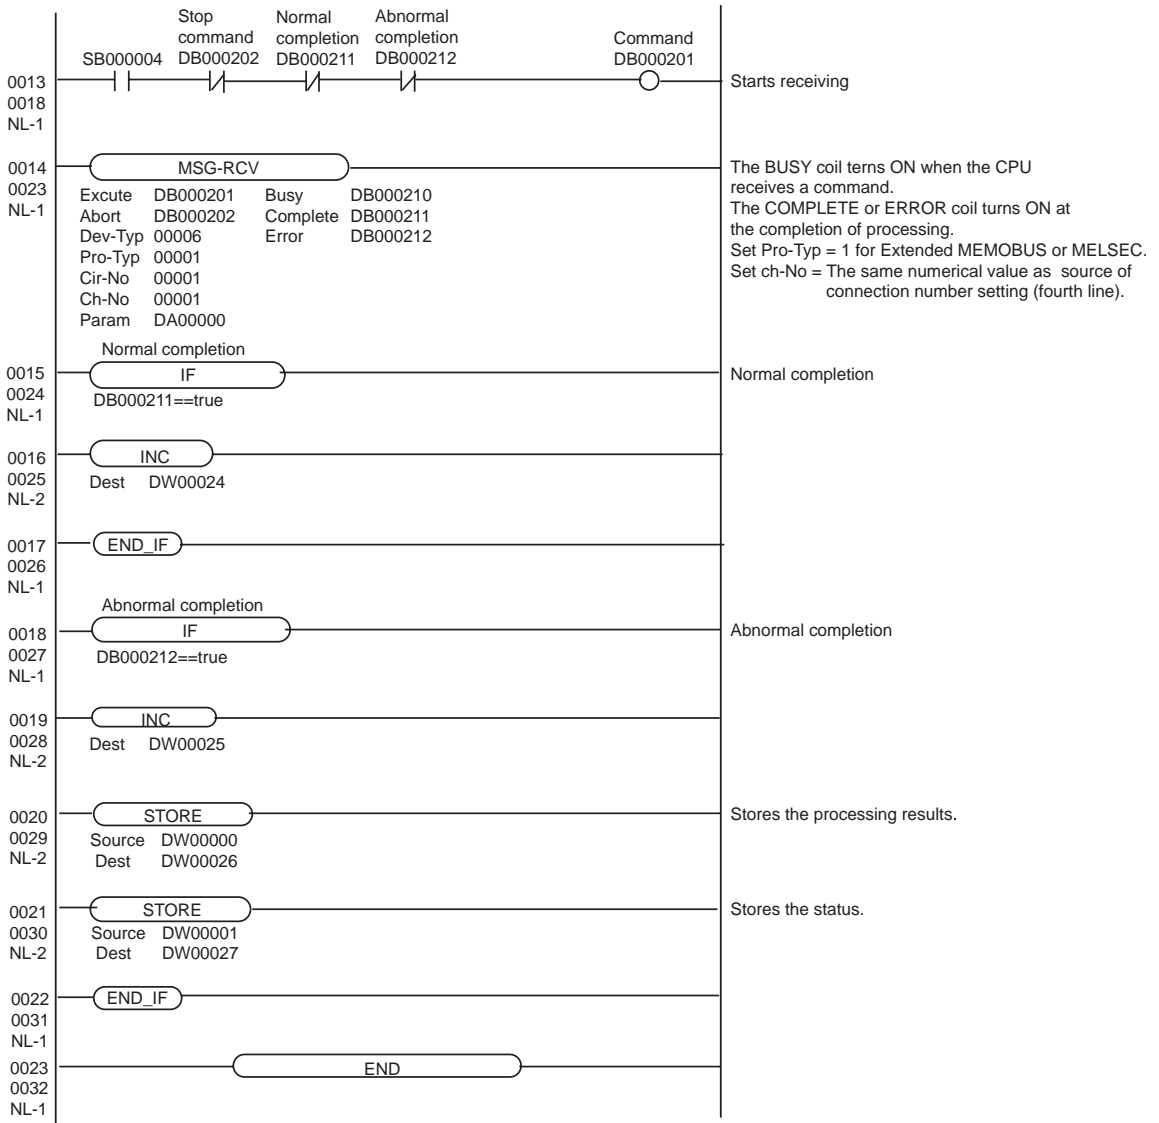 Stop Normal Abnormal
command completion completion Command
SB000004 DB000202 DB000211 DB000212 DB000201
0013 Starts receiving
0018
NL-1
0014 MSG-RCV The BUSY coil terns ON when the CPU
0023 Excute DB000201 Busy DB000210 receives a command.
NL-1 Abort DB000202 Complete DB000211 The COMPLETE or ERROR coil turns ON at
Dev-Typ 00006 Error DB000212 the completion of processing.
Pro-Typ 00001 Set Pro-Typ = 1 for Extended MEMOBUS or MELSEC.
Cir-No 00001 Set ch-No = The same numerical value as source of
Ch-No 00001 connection number setting (fourth line).
Param DA00000
Normal completion
0015 IF Normal completion
0024 DB000211==true
NL-1
0016 INC
0025 Dest DW00024
NL-2
0017 END_IF
0026
NL-1
Abnormal completion
0018 IF Abnormal completion
0027 DB000212==true
NL-1
0019 INC
0028 Dest DW00025
NL-2
0020 STORE Stores the processing results.
0029 Source DW00000
NL-2 Dest DW00026
0021 STORE Stores the status.
0030 Source DW00001
NL-2 Dest DW00027
0022 END_IF
0031
NL-1
0023 END
0032
NL-1